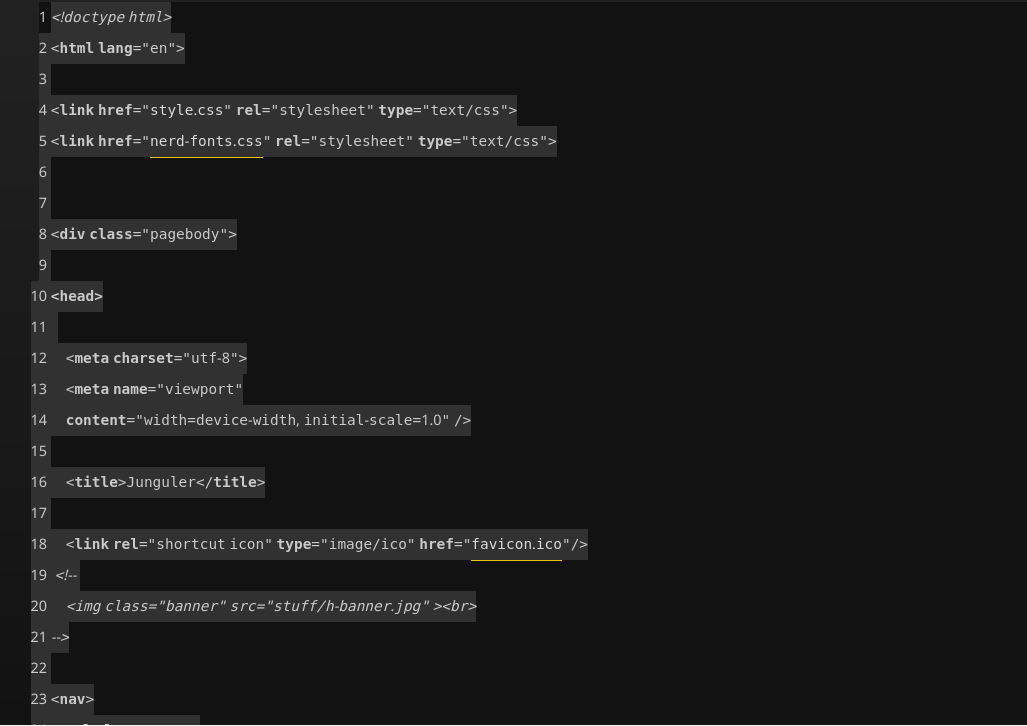 1 <!doctype html>
2 <html lang="en">
3
4 <link href="style.css" rel="stylesheet" type="text/css">
5 <link href="nerd-fonts.css" rel="stylesheet" type="text/css">
6
7
8 <div class="pagebody">
9
10 <head>
11
12 <meta charset="utf-8">
13 <meta name="viewport"
14 content="width=device-width, initial-scale=1.0" />
15
16 <title>Junguler</title>
17
18 <link rel="shortcut icon" type="image/ico" href="favicon.ico"/>
19 <!--
20 <img class="banner" src="stuff/h-banner.jpg" ><br>
21 -->
22
23 <nav>